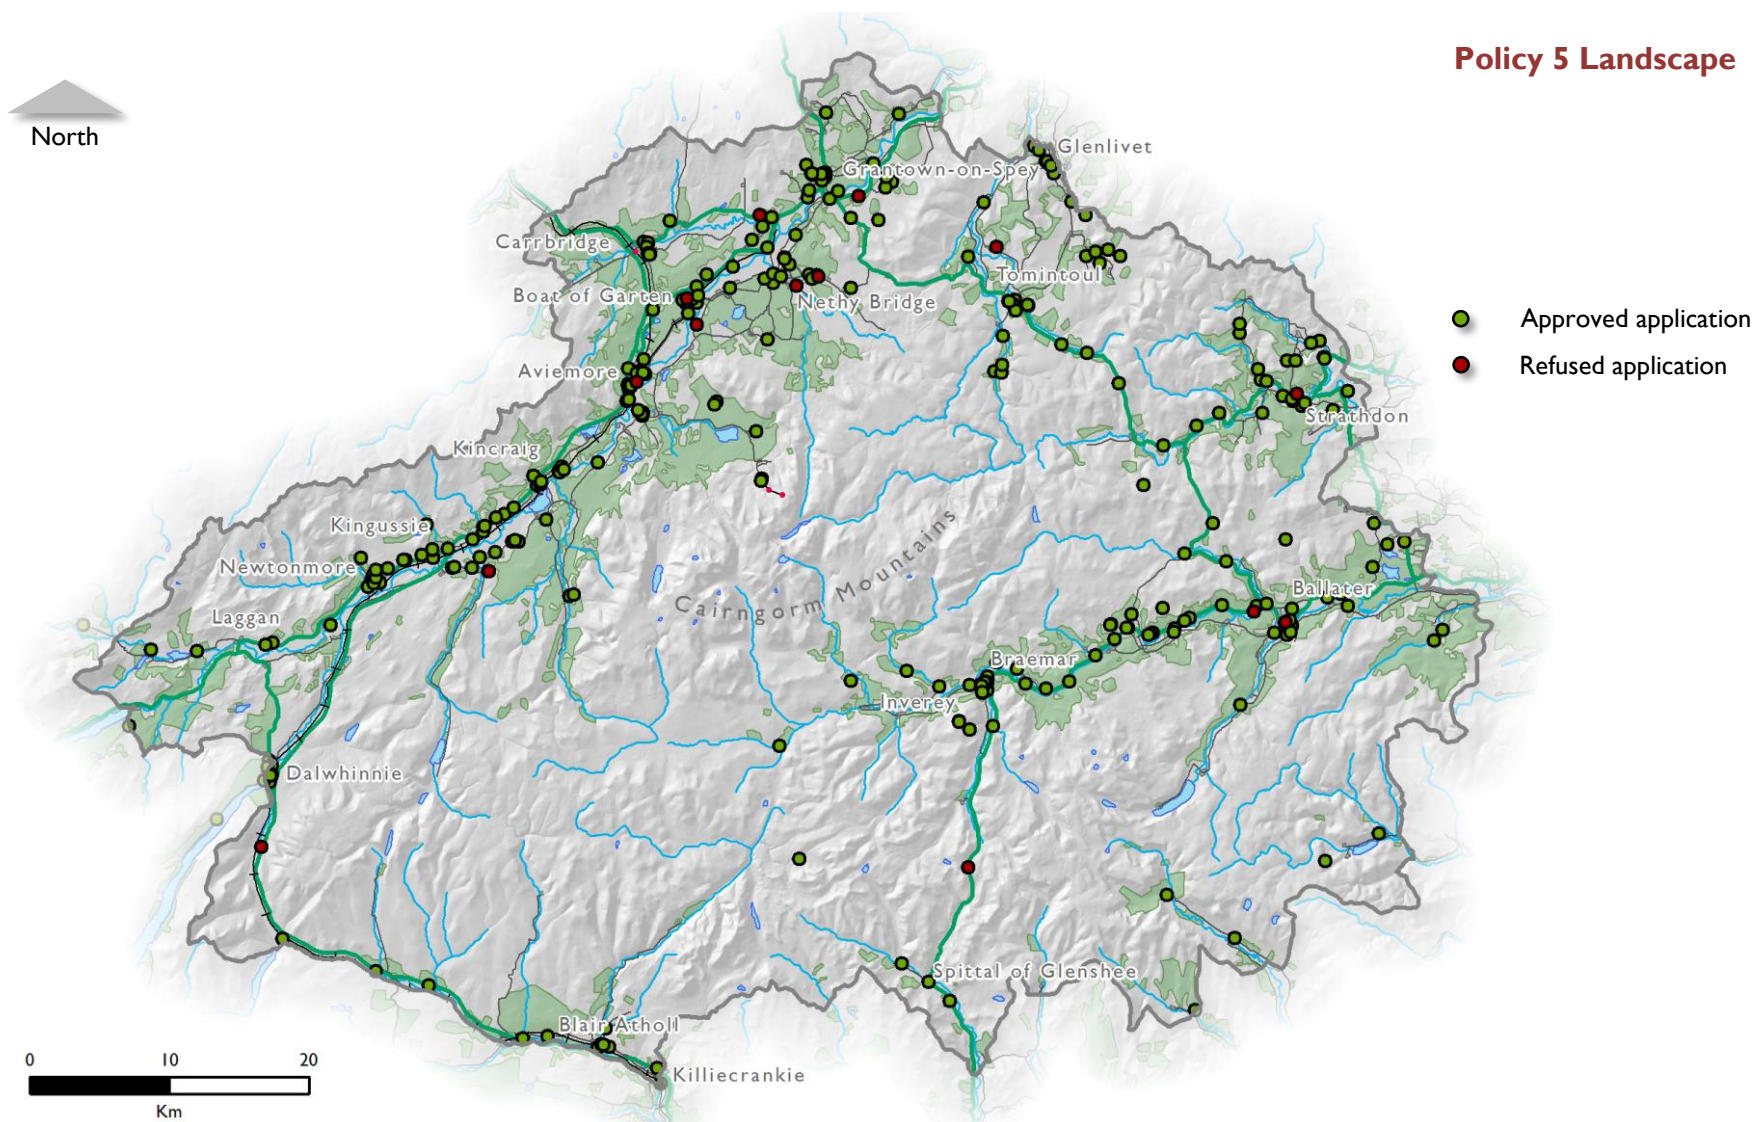 Policy 5 Landscape
North
Glenlivet
Grantown-on-Spey
Carrbridge
Tomintoul
Boat of Garten
Nethy Bridge
Approved application
Refused application
Aviemore
Strathdon
Kincraig
Kingussie
Newtonmore
Cairngorm Mountains
Ballater
Laggan
Braemar
Inverey
Dalwhinnie
Spittal of Glenshee
Blair Atholl
Killiecrankie
0 10 20
Km